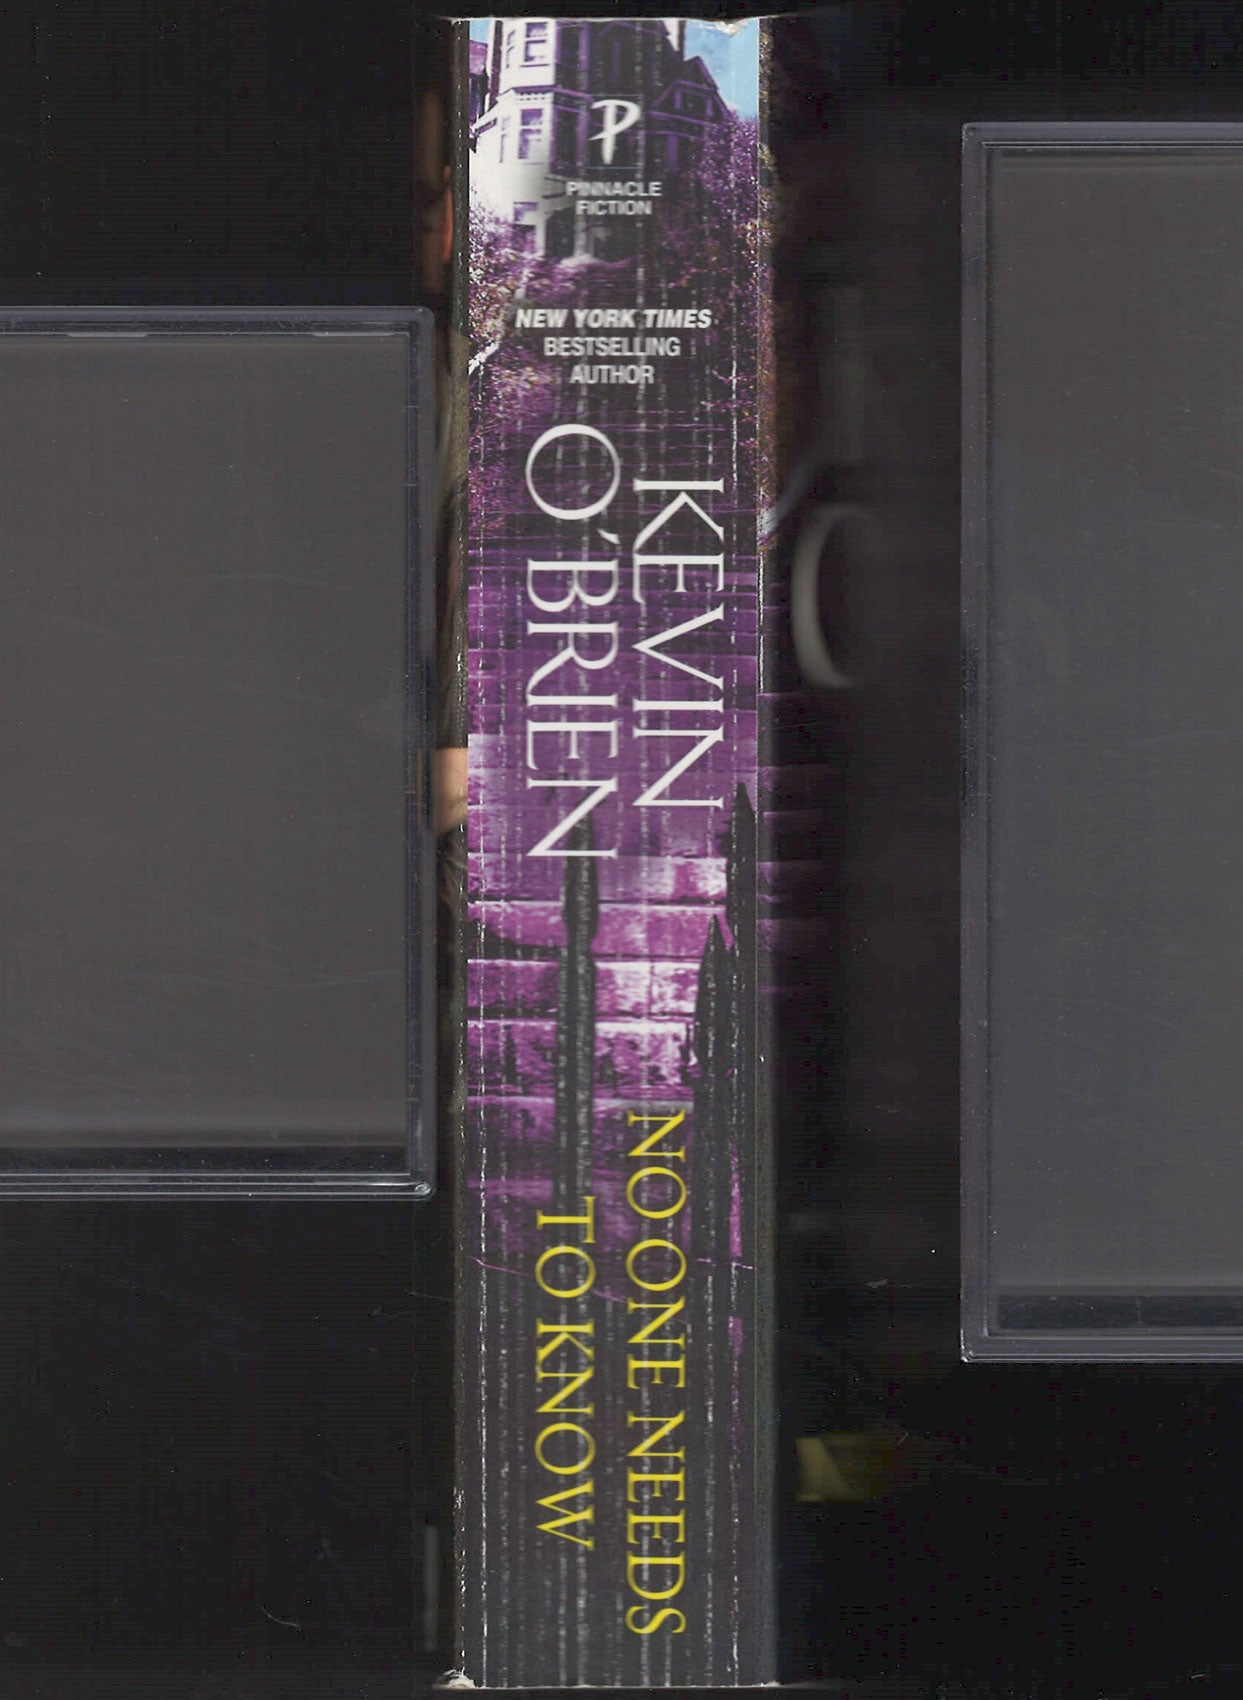 P
PINNACLE
FICTION
NEW YORK TIMES
BESTSELLING
AUTHOR
KEVIN
O'BRIEN
NO ONE NEEDS
TO KNOW